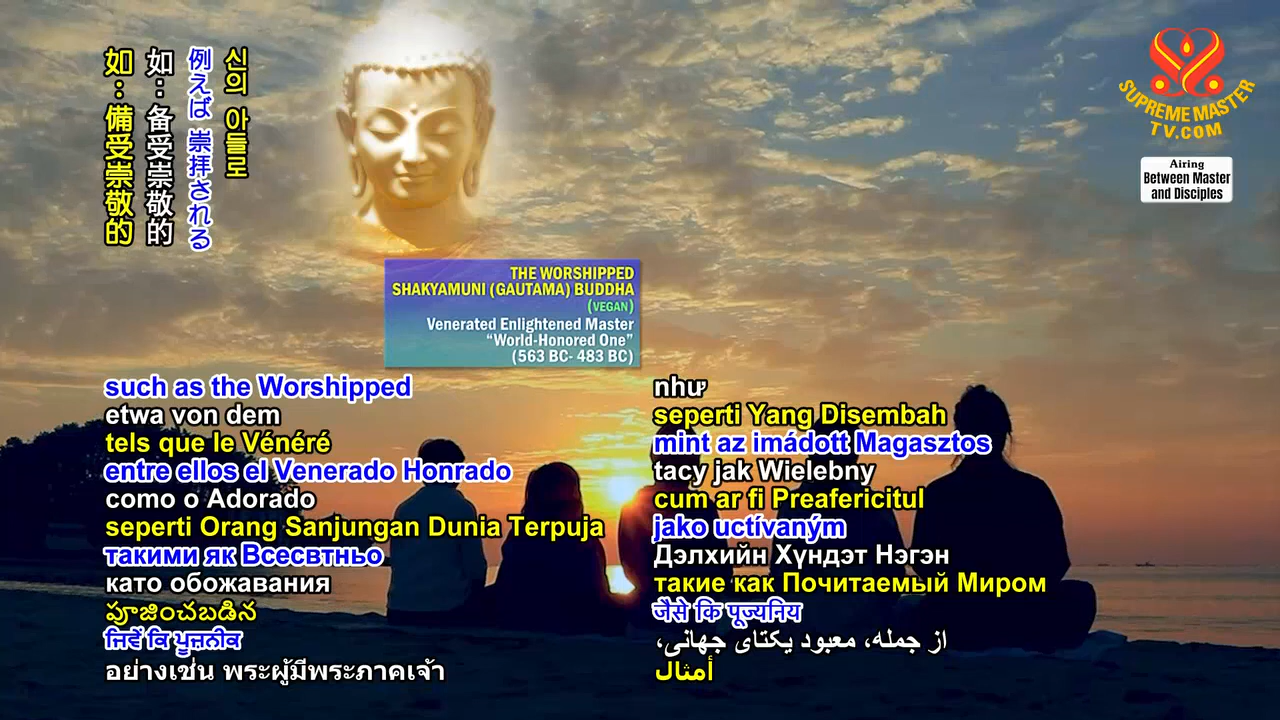 신의 아들로
例えば 崇拝される
如：备受崇敬的
如：備受崇敬的
SUPREME MASTER
TV.COM
Airing
Between Master
and Disciples
THE WORSHIPPED
SHAKYAMUNI (GAUTAMA) BUDDHA
(VEGAN)
Venerated Enlightened Master
“World-Honored One”
(563 BC- 483 BC)
such as the Worshipped
etwa von dem
tels que le Vénéré
entre ellos el Venerado Honrado
como o Adorado
seperti Orang Sanjungan Dunia Terpuja
такими як Всесвтньо
като обожавания
పూజించబడిన
ਜਿਵੇਂ ਕਿ ਪੂਜ਼ਨੀਕ
อย่างเช่น พระผู้มีพระภาคเจ้า
như
seperti Yang Disembah
mint az imádott Magasztos
tacy jak Wielebny
cum ar fi Preafericitul
jako uctívaným
Дэлхийн Хүндэт Нэгэн
такие как Почитаемый Миром
जैसे कि पूज्यनिय
از جمله، معبود یکتای جهانی،
أمثال